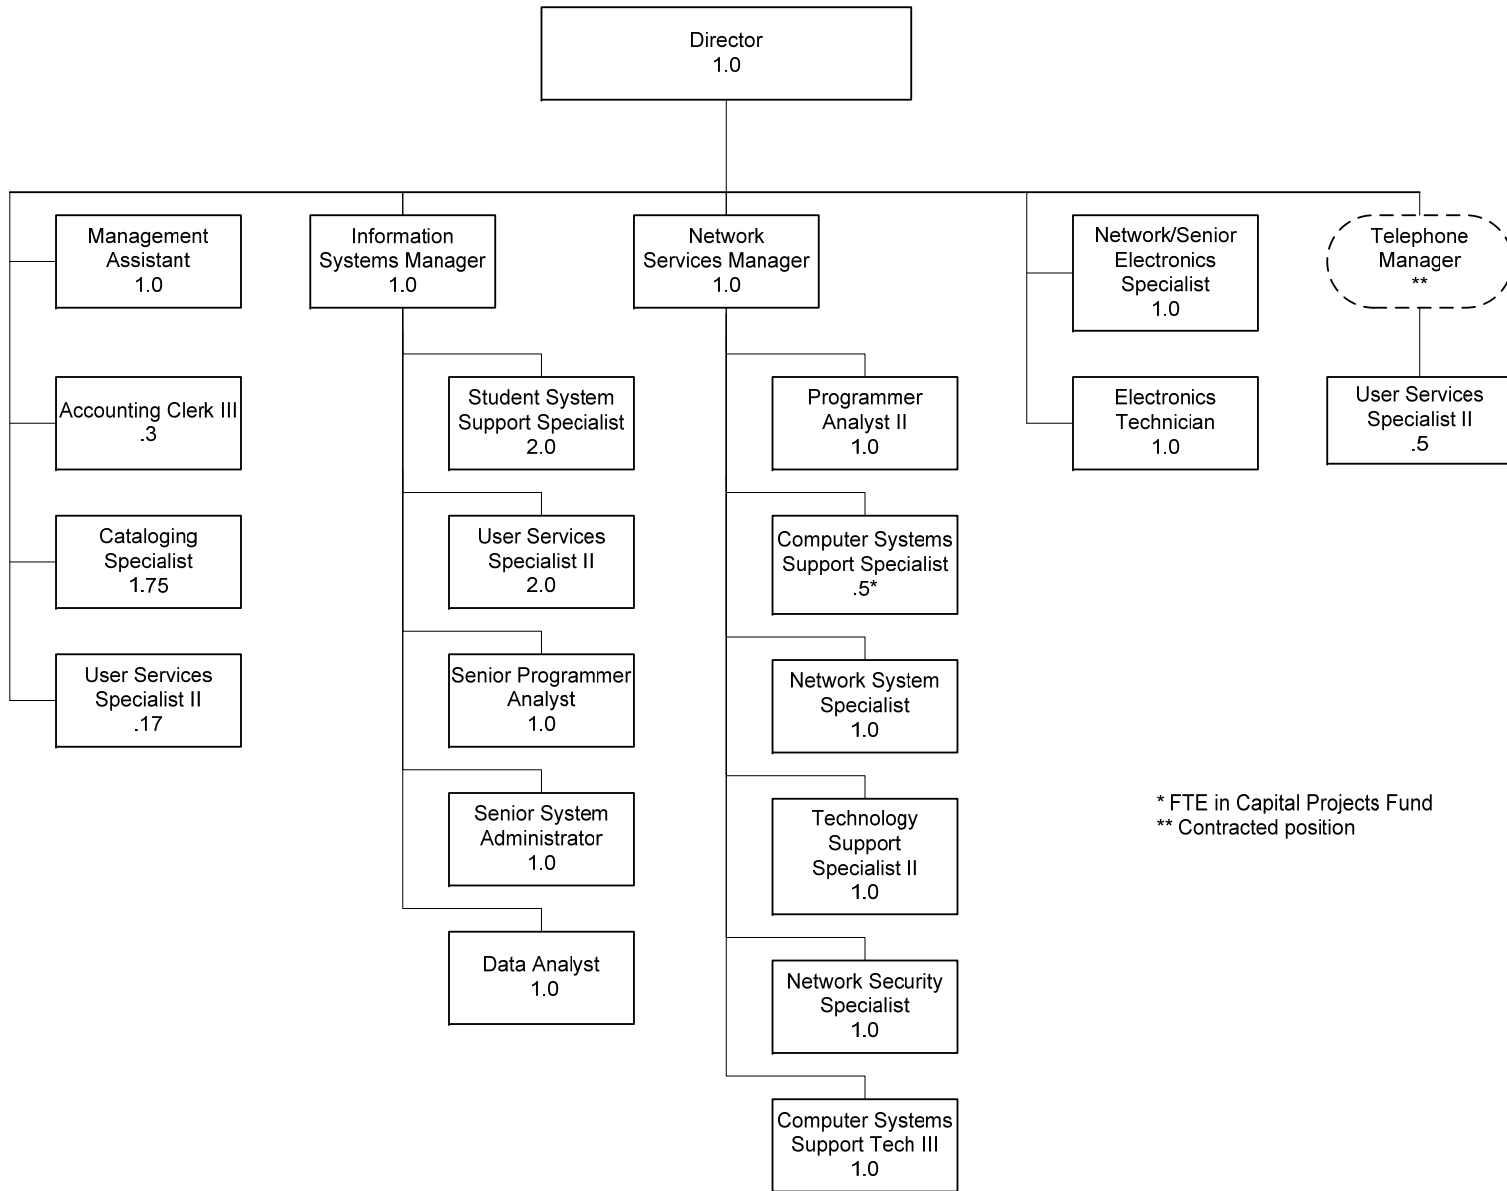 Director
1.0
Management
Assistant
1.0
Accounting Clerk III
.3
Cataloging
Specialist
1.75
User Services
Specialist II
.17
Information
Systems Manager
1.0
Student System
Support Specialist
2.0
User Services
Specialist II
2.0
Senior Programmer
Analyst
1.0
Senior System
Administrator
1.0
Data Analyst
1.0
Network
Services Manager
1.0
Programmer
Analyst II
1.0
Computer Systems
Support Specialist
.5*
Network System
Specialist
1.0
Technology
Support
Specialist II
1.0
Network Security
Specialist
1.0
Computer Systems
Support Tech III
1.0
Network/Senior
Electronics
Specialist
1.0
Electronics
Technician
1.0
Telephone
Manager
**
User Services
Specialist II
.5
* FTE in Capital Projects Fund
** Contracted position